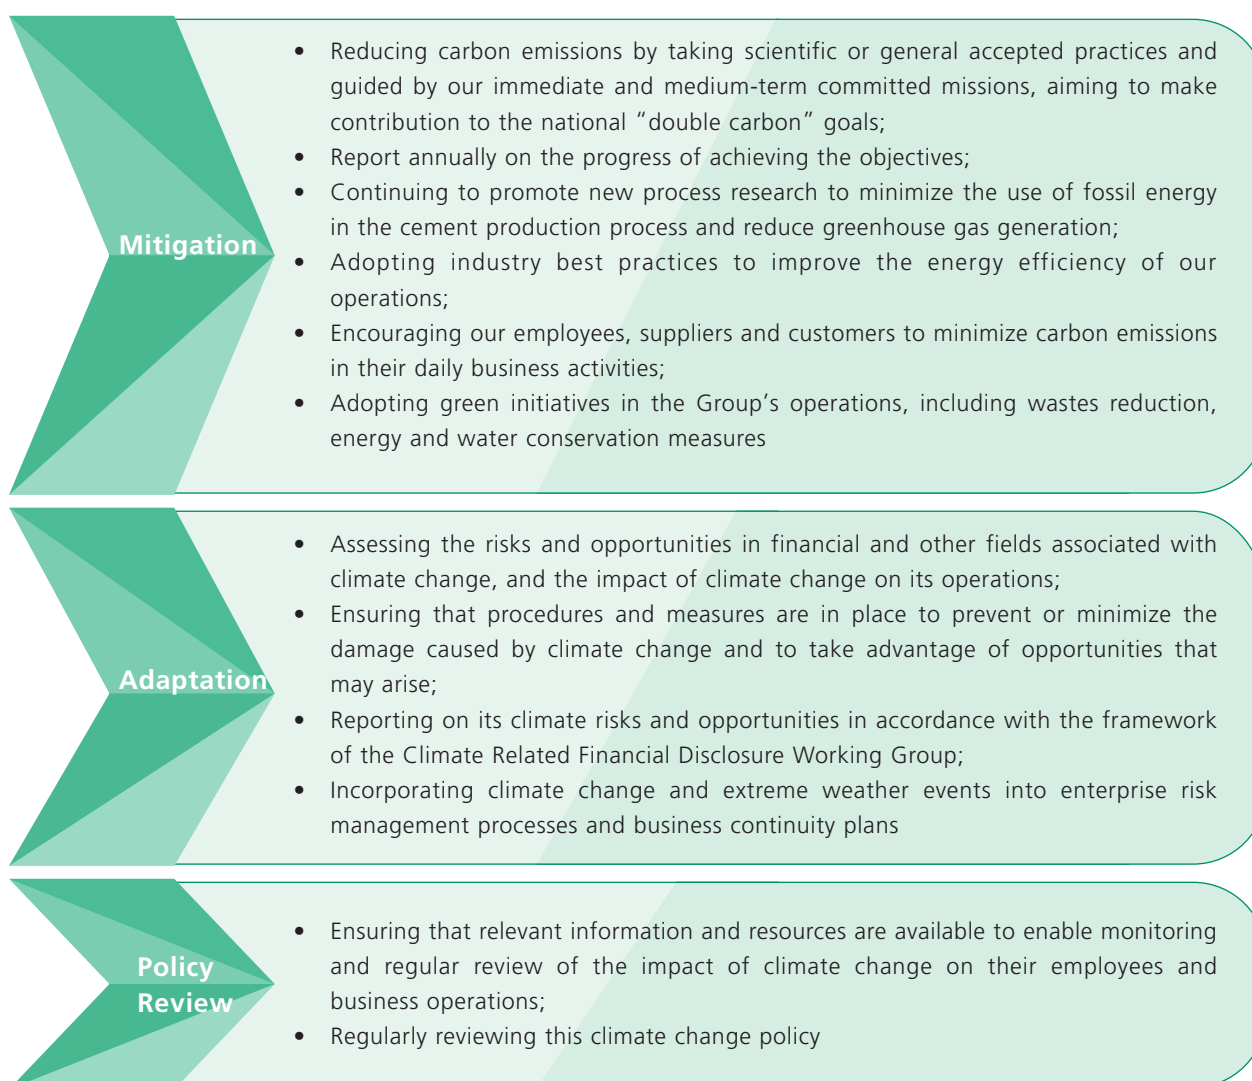 • Reducing carbon emissions by taking scientific or general accepted practices and
guided by our immediate and medium-term committed missions, aiming to make
contribution to the national “double carbon” goals;
• Report annually on the progress of achieving the objectives;
• Continuing to promote new process research to minimize the use of fossil energy
in the cement production process and reduce greenhouse gas generation;
Mitigation
• Adopting industry best practices to improve the energy efficiency of our
operations;
• Encouraging our employees, suppliers and customers to minimize carbon emissions
in their daily business activities;
• Adopting green initiatives in the Group’s operations, including wastes reduction,
energy and water conservation measures
• Assessing the risks and opportunities in financial and other fields associated with
climate change, and the impact of climate change on its operations;
• Ensuring that procedures and measures are in place to prevent or minimize the
damage caused by climate change and to take advantage of opportunities that
may arise;
Adaptation
• Reporting on its climate risks and opportunities in accordance with the framework
of the Climate Related Financial Disclosure Working Group;
• Incorporating climate change and extreme weather events into enterprise risk
management processes and business continuity plans
Policy
Review
• Ensuring that relevant information and resources are available to enable monitoring
and regular review of the impact of climate change on their employees and
business operations;
• Regularly reviewing this climate change policy